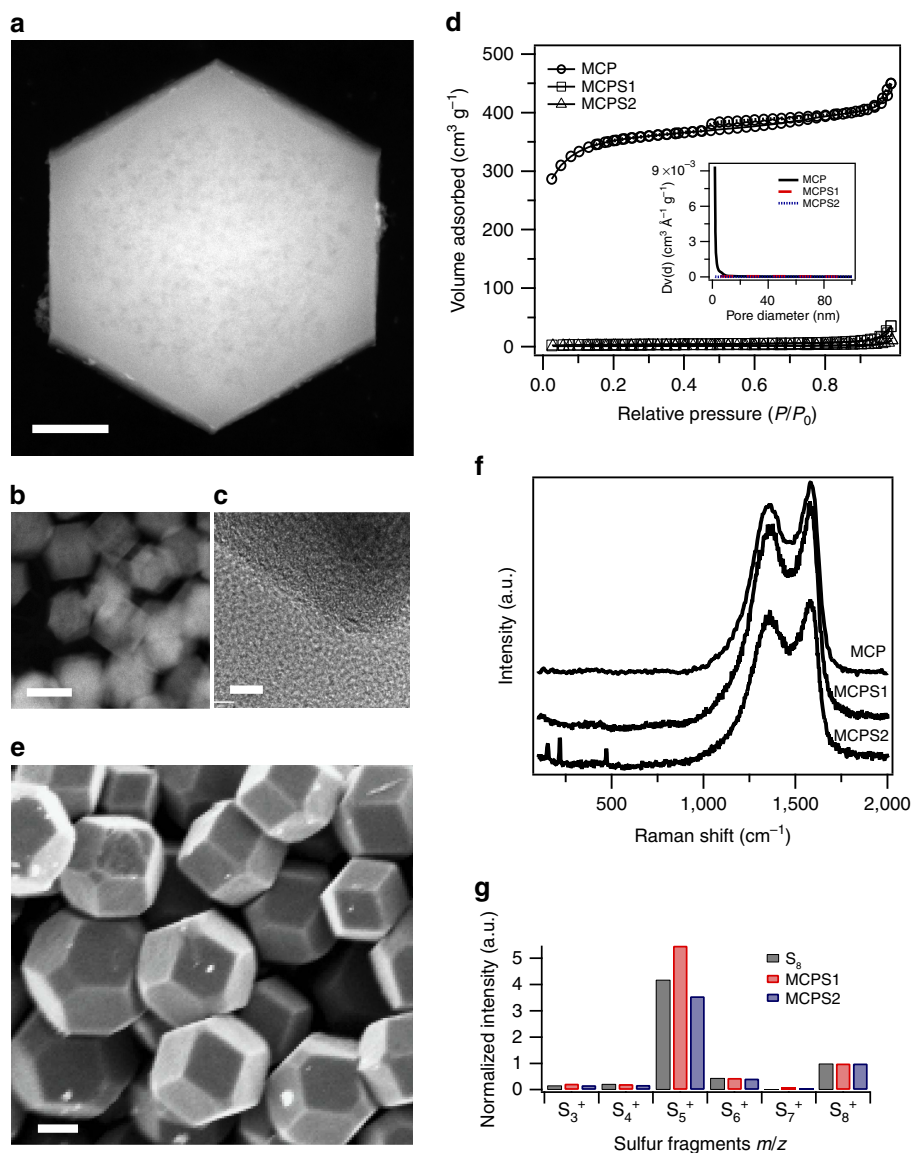 a
d
500
400
300
200
100
0
Volume adsorbed (cm³ g⁻¹)
MCP
MCPS1
MCPS2
9 ×10⁻³
6
3
0
Dv(d) (cm³ Å⁻¹ g⁻¹)
MCP
MCPS1
MCPS2
0 40 80
Pore diameter (nm)
0.0 0.2 0.4 0.6 0.8
Relative pressure (P/P₀)
b
c
f
Intensity (a.u.)
MCP
MCPS1
MCPS2
500 1,000 1,500 2,000
Raman shift (cm⁻¹)
e
g
5
4
3
2
1
0
Normalized intensity (a.u.)
S₈
MCPS1
MCPS2
S₃⁺ S₄⁺ S₅⁺ S₆⁺ S₇⁺ S₈⁺
Sulfur fragments m/z